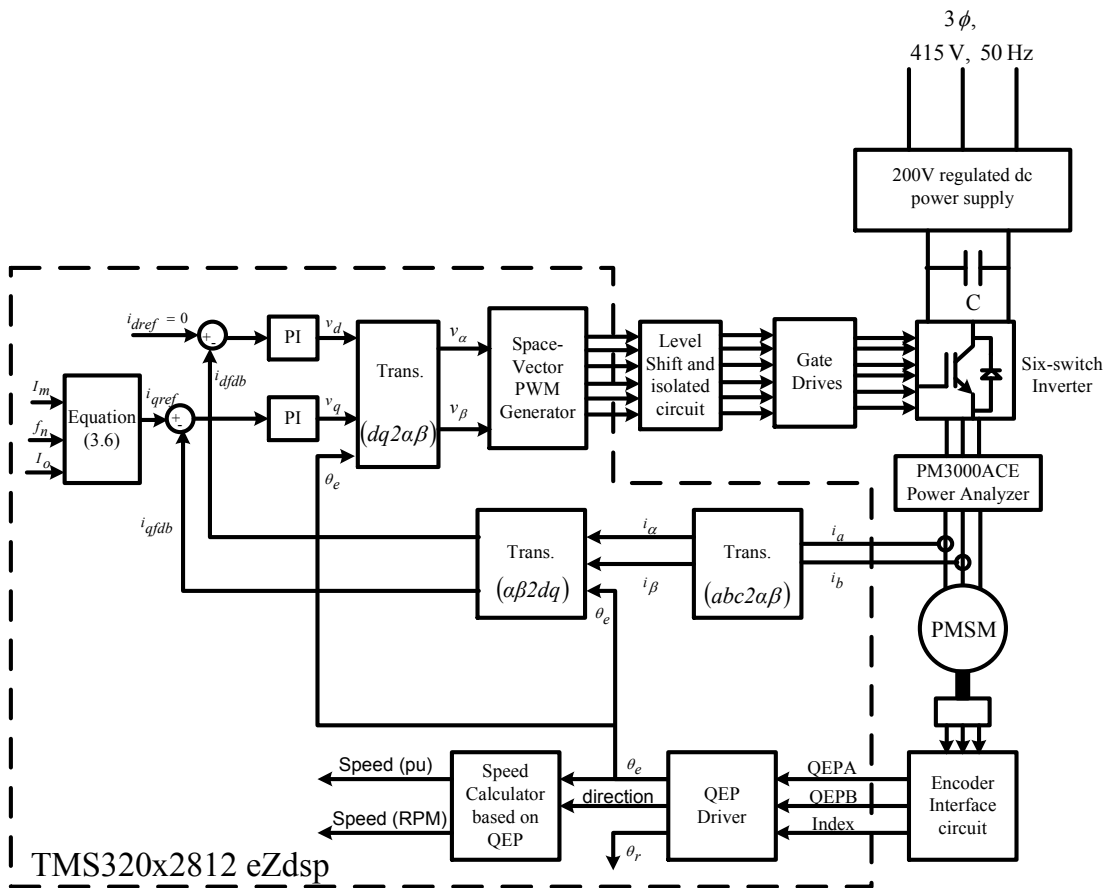 3 ϕ,
415 V, 50 Hz
200V regulated dc
power supply
C
Six-switch
Inverter
i_dref = 0
+
-
i_dfdb
PI
v_d
I_m
f_n
I_o
Equation
(3.6)
i_qref
+
-
i_qfdb
PI
v_q
θ_e
Trans.
(dq2αβ)
v_α
v_β
Space-
Vector
PWM
Generator
Level
Shift and
isolated
circuit
Gate
Drives
PM3000ACE
Power Analyzer
Trans.
(αβ2dq)
θ_e
i_α
i_β
Trans.
(abc2αβ)
i_a
i_b
PMSM
Speed (pu)
Speed (RPM)
Speed
Calculator
based on
QEP
θ_e
direction
θ_r
QEP
Driver
QEPA
QEPB
Index
Encoder
Interface
circuit
TMS320x2812 eZdsp